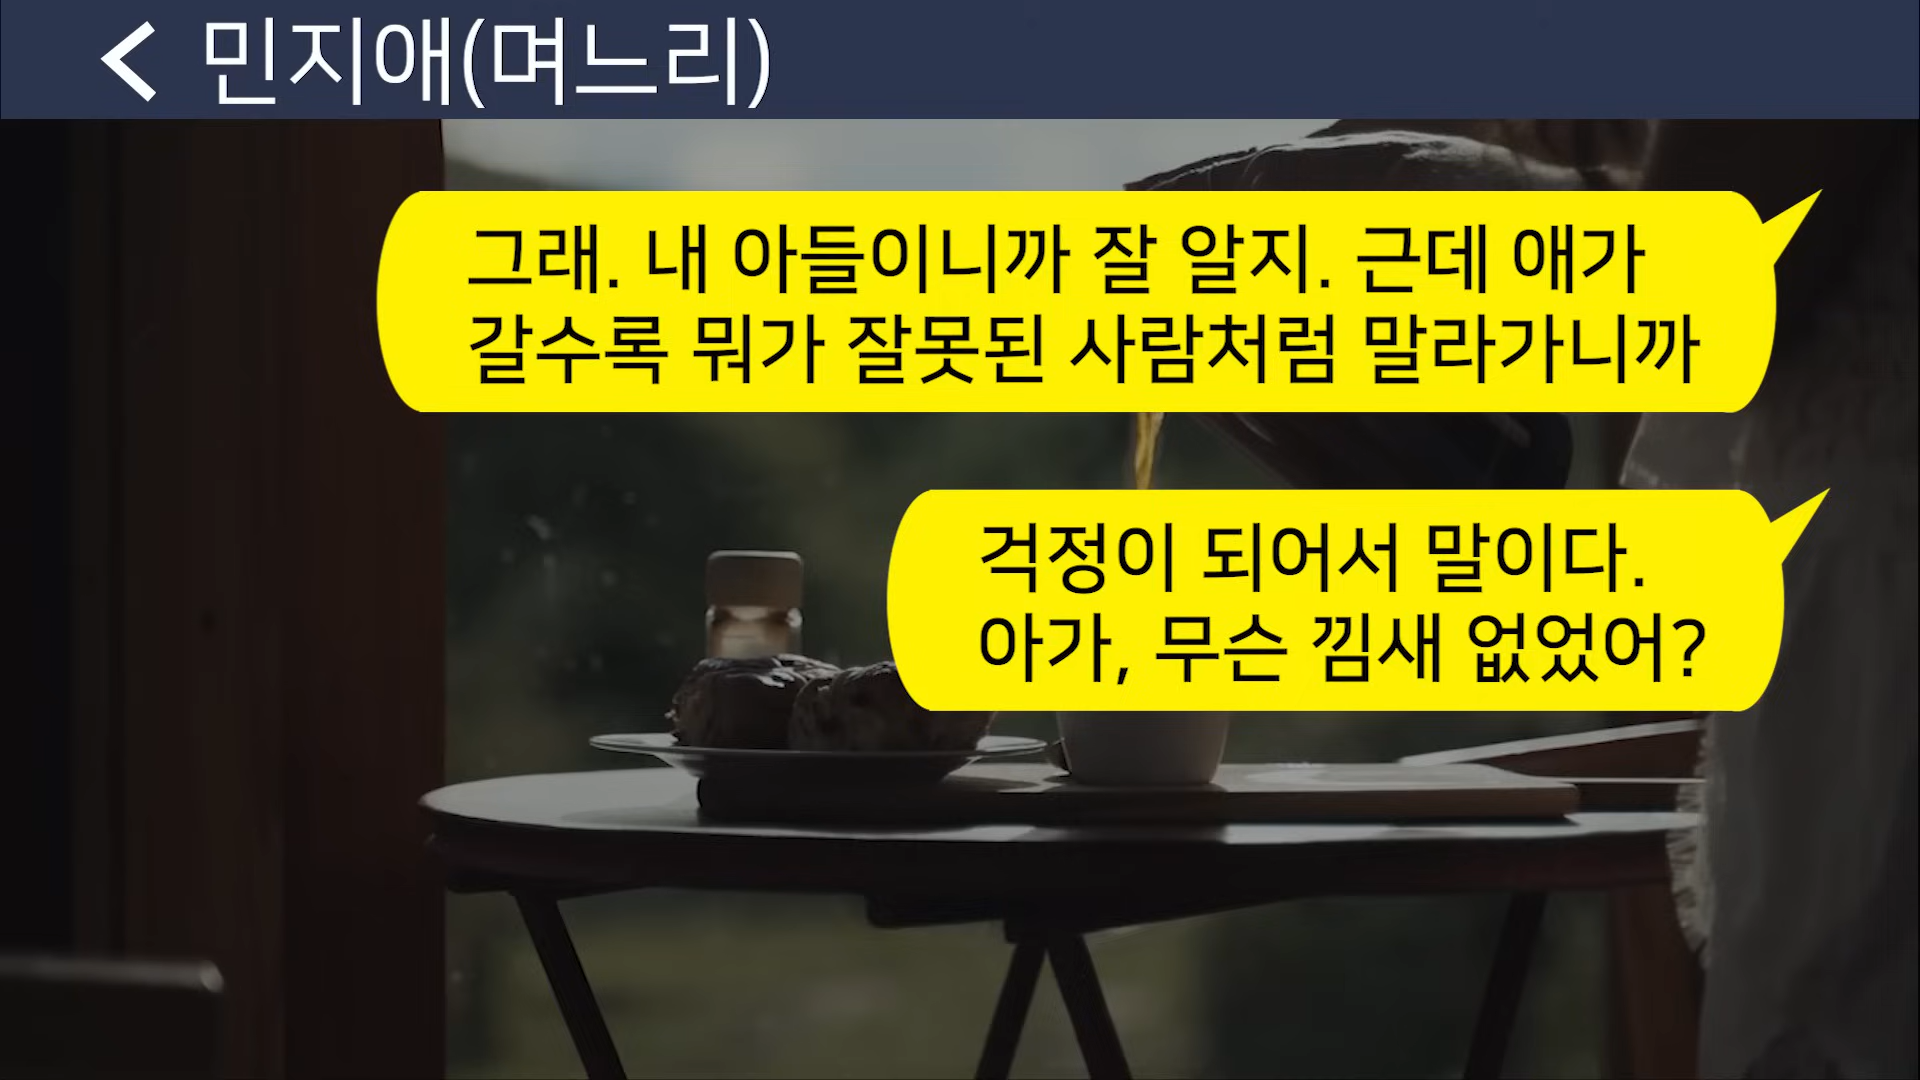 민지애(며느리)
그래. 내 아들이니까 잘 알지. 근데 애가
갈수록 뭐가 잘못된 사람처럼 말라가니까
걱정이 되어서 말이다.
아가, 무슨 낌새 없었어?